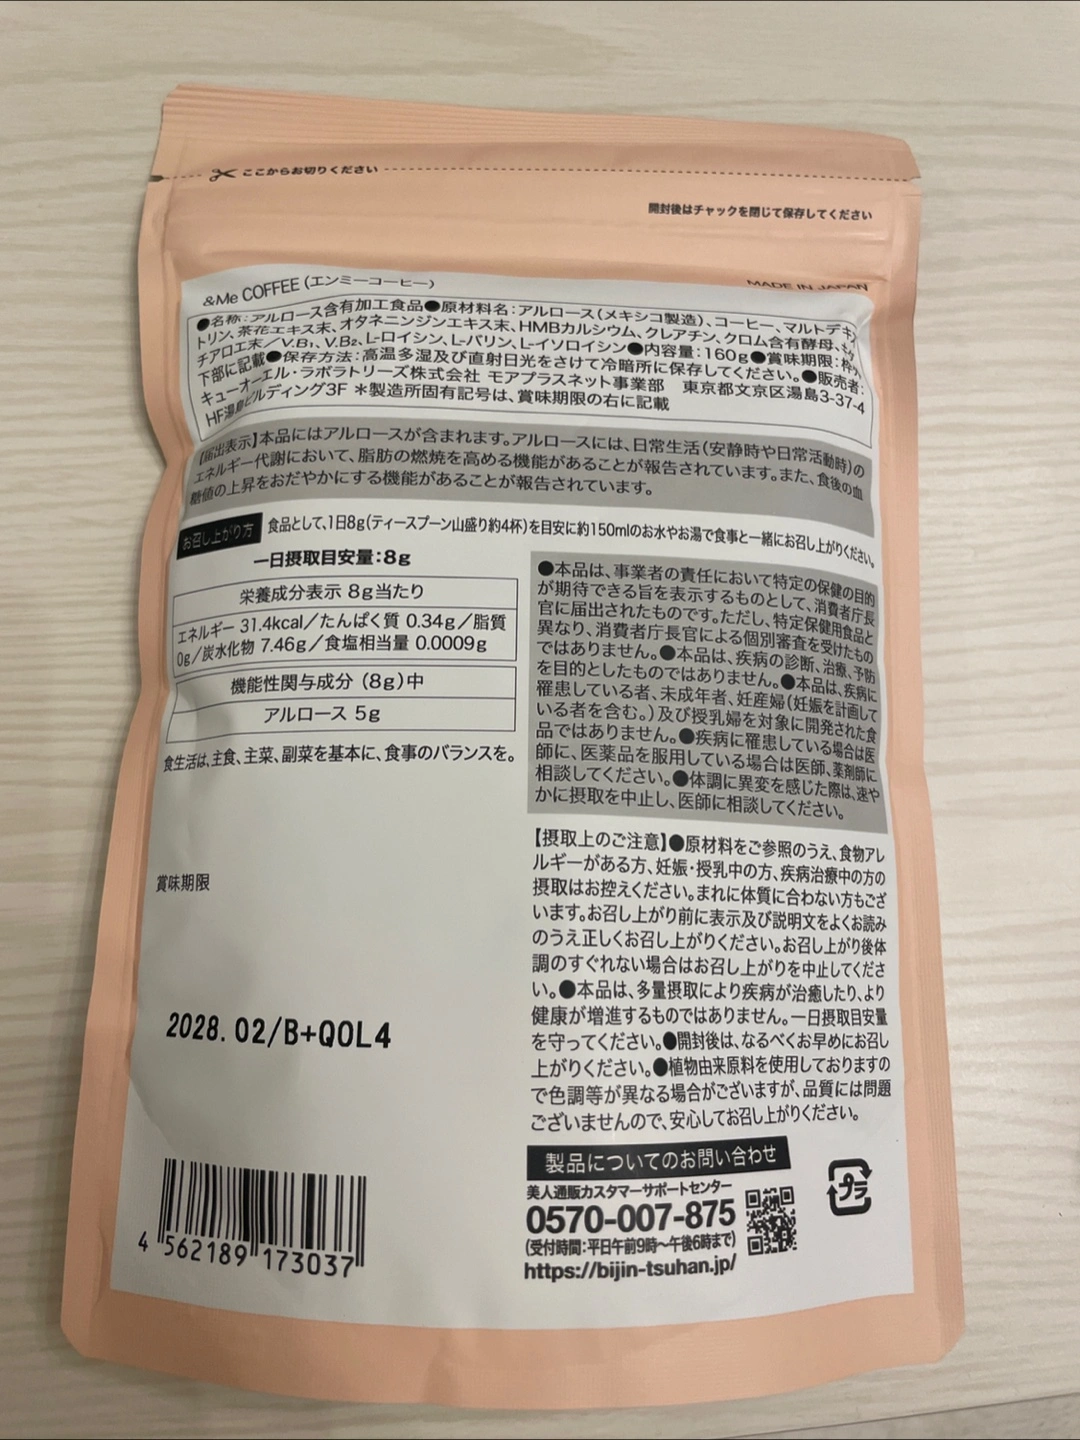 ここからお切りください
開封後はチャックを閉じて保存してください
&Me COFFEE (エンミーコーヒー)
MADE IN JAPAN
●名称:アルロース含有加工食品●原材料名:アルロース(メキシコ製造)、コーヒー、マルトデキス
トリン、茶花エキス末、オタネニンジンエキス末、HMBカルシウム、クレアチン、クロム含有酵母、
チアロエ末/V.B₁、V.B₂、L-ロイシン、L-バリン、L-イソロイシン●内容量:160g●賞味期限:枠外
下部に記載●保存方法:高温多湿及び直射日光をさけて冷暗所に保存してください。●販売者:
キューオーエル・ラボラトリーズ株式会社 モアプラスネット事業部 東京都文京区湯島3-37-4
HF湯島ビルディング3F *製造所固有記号は、賞味期限の右に記載
【届出表示】本品にはアルロースが含まれます。アルロースには、日常生活(安静時や日常活動時)の
エネルギー代謝において、脂肪の燃焼を高める機能があることが報告されています。また、食後の血
糖値の上昇をおだやかにする機能があることが報告されています。
お召し上がり方 食品として、1日8g(ティースプーン山盛り約4杯)を目安に約150mlのお水やお湯で食事と一緒にお召し上がりください。
一日摂取目安量:8g
栄養成分表示 8g当たり
エネルギー 31.4kcal/たんぱく質 0.34g/脂質
0g/炭水化物 7.46g/食塩相当量 0.0009g
機能性関与成分 (8g)中
アルロース 5g
食生活は、主食、主菜、副菜を基本に、食事のバランスを。
●本品は、事業者の責任において特定の保健の目的
が期待できる旨を表示するものとして、消費者庁長
官に届出されたものです。ただし、特定保健用食品と
異なり、消費者庁長官による個別審査を受けたもの
ではありません。●本品は、疾病の診断、治療、予防
を目的としたものではありません。●本品は、疾病に
罹患している者、未成年者、妊産婦(妊娠を計画して
いる者を含む。)及び授乳婦を対象に開発された食
品ではありません。●疾病に罹患している場合は医
師に、医薬品を服用している場合は医師、薬剤師に
相談してください。●体調に異変を感じた際は、速や
かに摂取を中止し、医師に相談してください。
【摂取上のご注意】●原材料をご参照のうえ、食物アレ
ルギーがある方、妊娠・授乳中の方、疾病治療中の方の
摂取はお控えください。まれに体質に合わない方もござ
います。お召し上がり前に表示及び説明文をよくお読み
のうえ正しくお召し上がりください。お召し上がり後体
調のすぐれない場合はお召し上がりを中止してくださ
い。●本品は、多量摂取により疾病が治癒したり、より
健康が増進するものではありません。一日摂取目安量
を守ってください。●開封後は、なるべくお早めにお召し
上がりください。●植物由来原料を使用しておりますの
で色調等が異なる場合がございますが、品質には問題
ございませんので、安心してお召し上がりください。
賞味期限
2028.02/B+QOL4
製品についてのお問い合わせ
美人通販カスタマーサポートセンター
0570-007-875
(受付時間:平日午前9時〜午後6時まで)
https://bijin-tsuhan.jp/
プラ
4 562189 173037